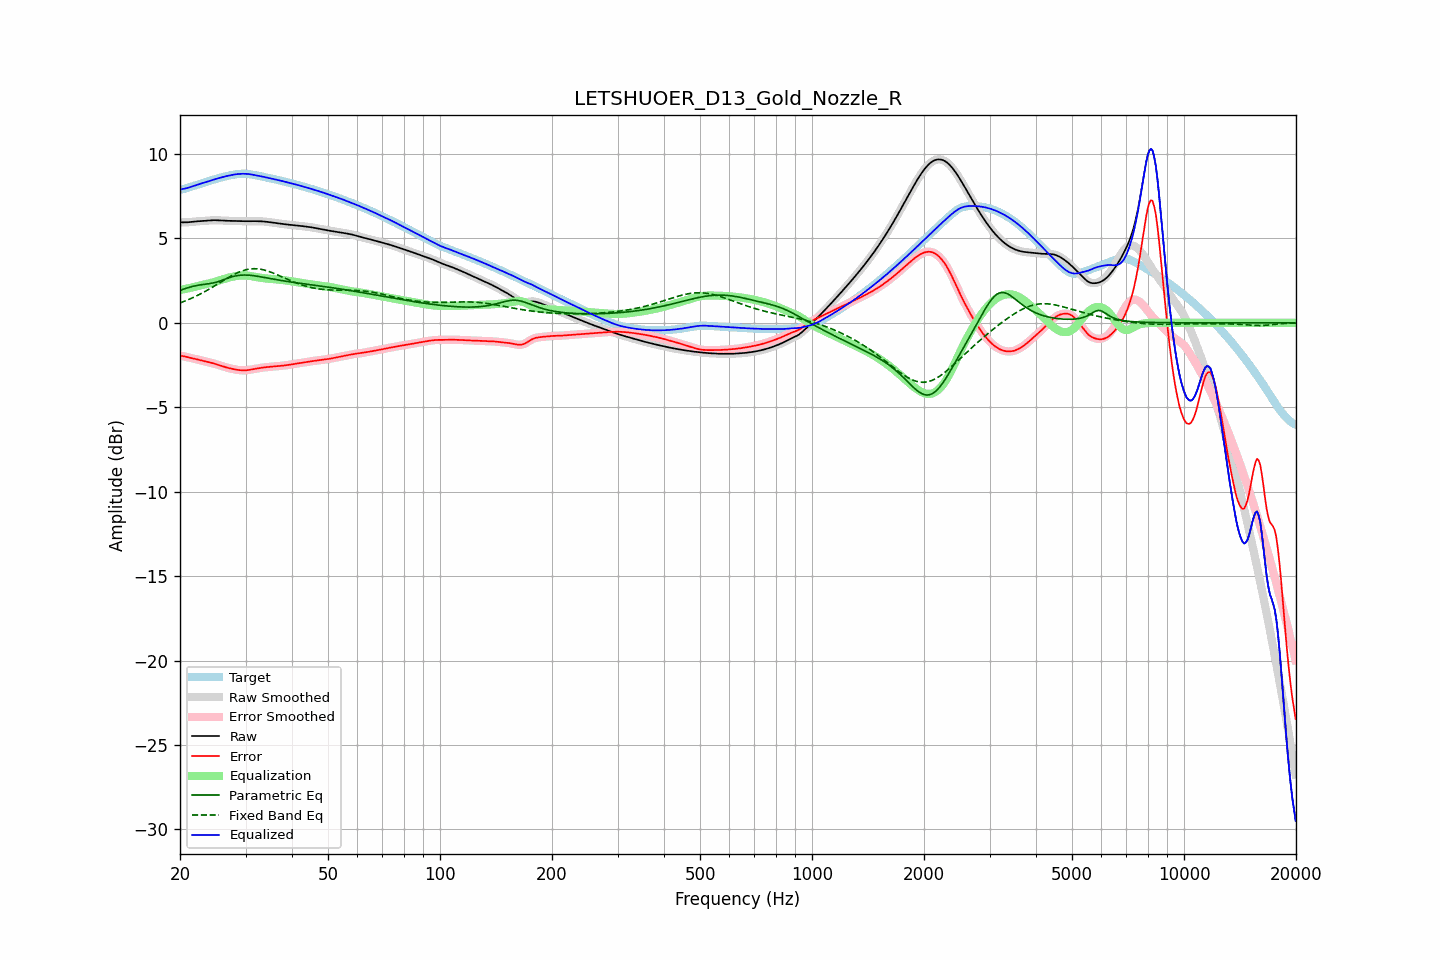 LETSHUOER_D13_Gold_Nozzle_R
10
5
0
−5
−10
−15
−20
−25
−30
Amplitude (dBr)
Target
Raw Smoothed
Error Smoothed
Raw
Error
Equalization
Parametric Eq
Fixed Band Eq
Equalized
20 50 100 200 500 1000 2000 5000 10000 20000
Frequency (Hz)